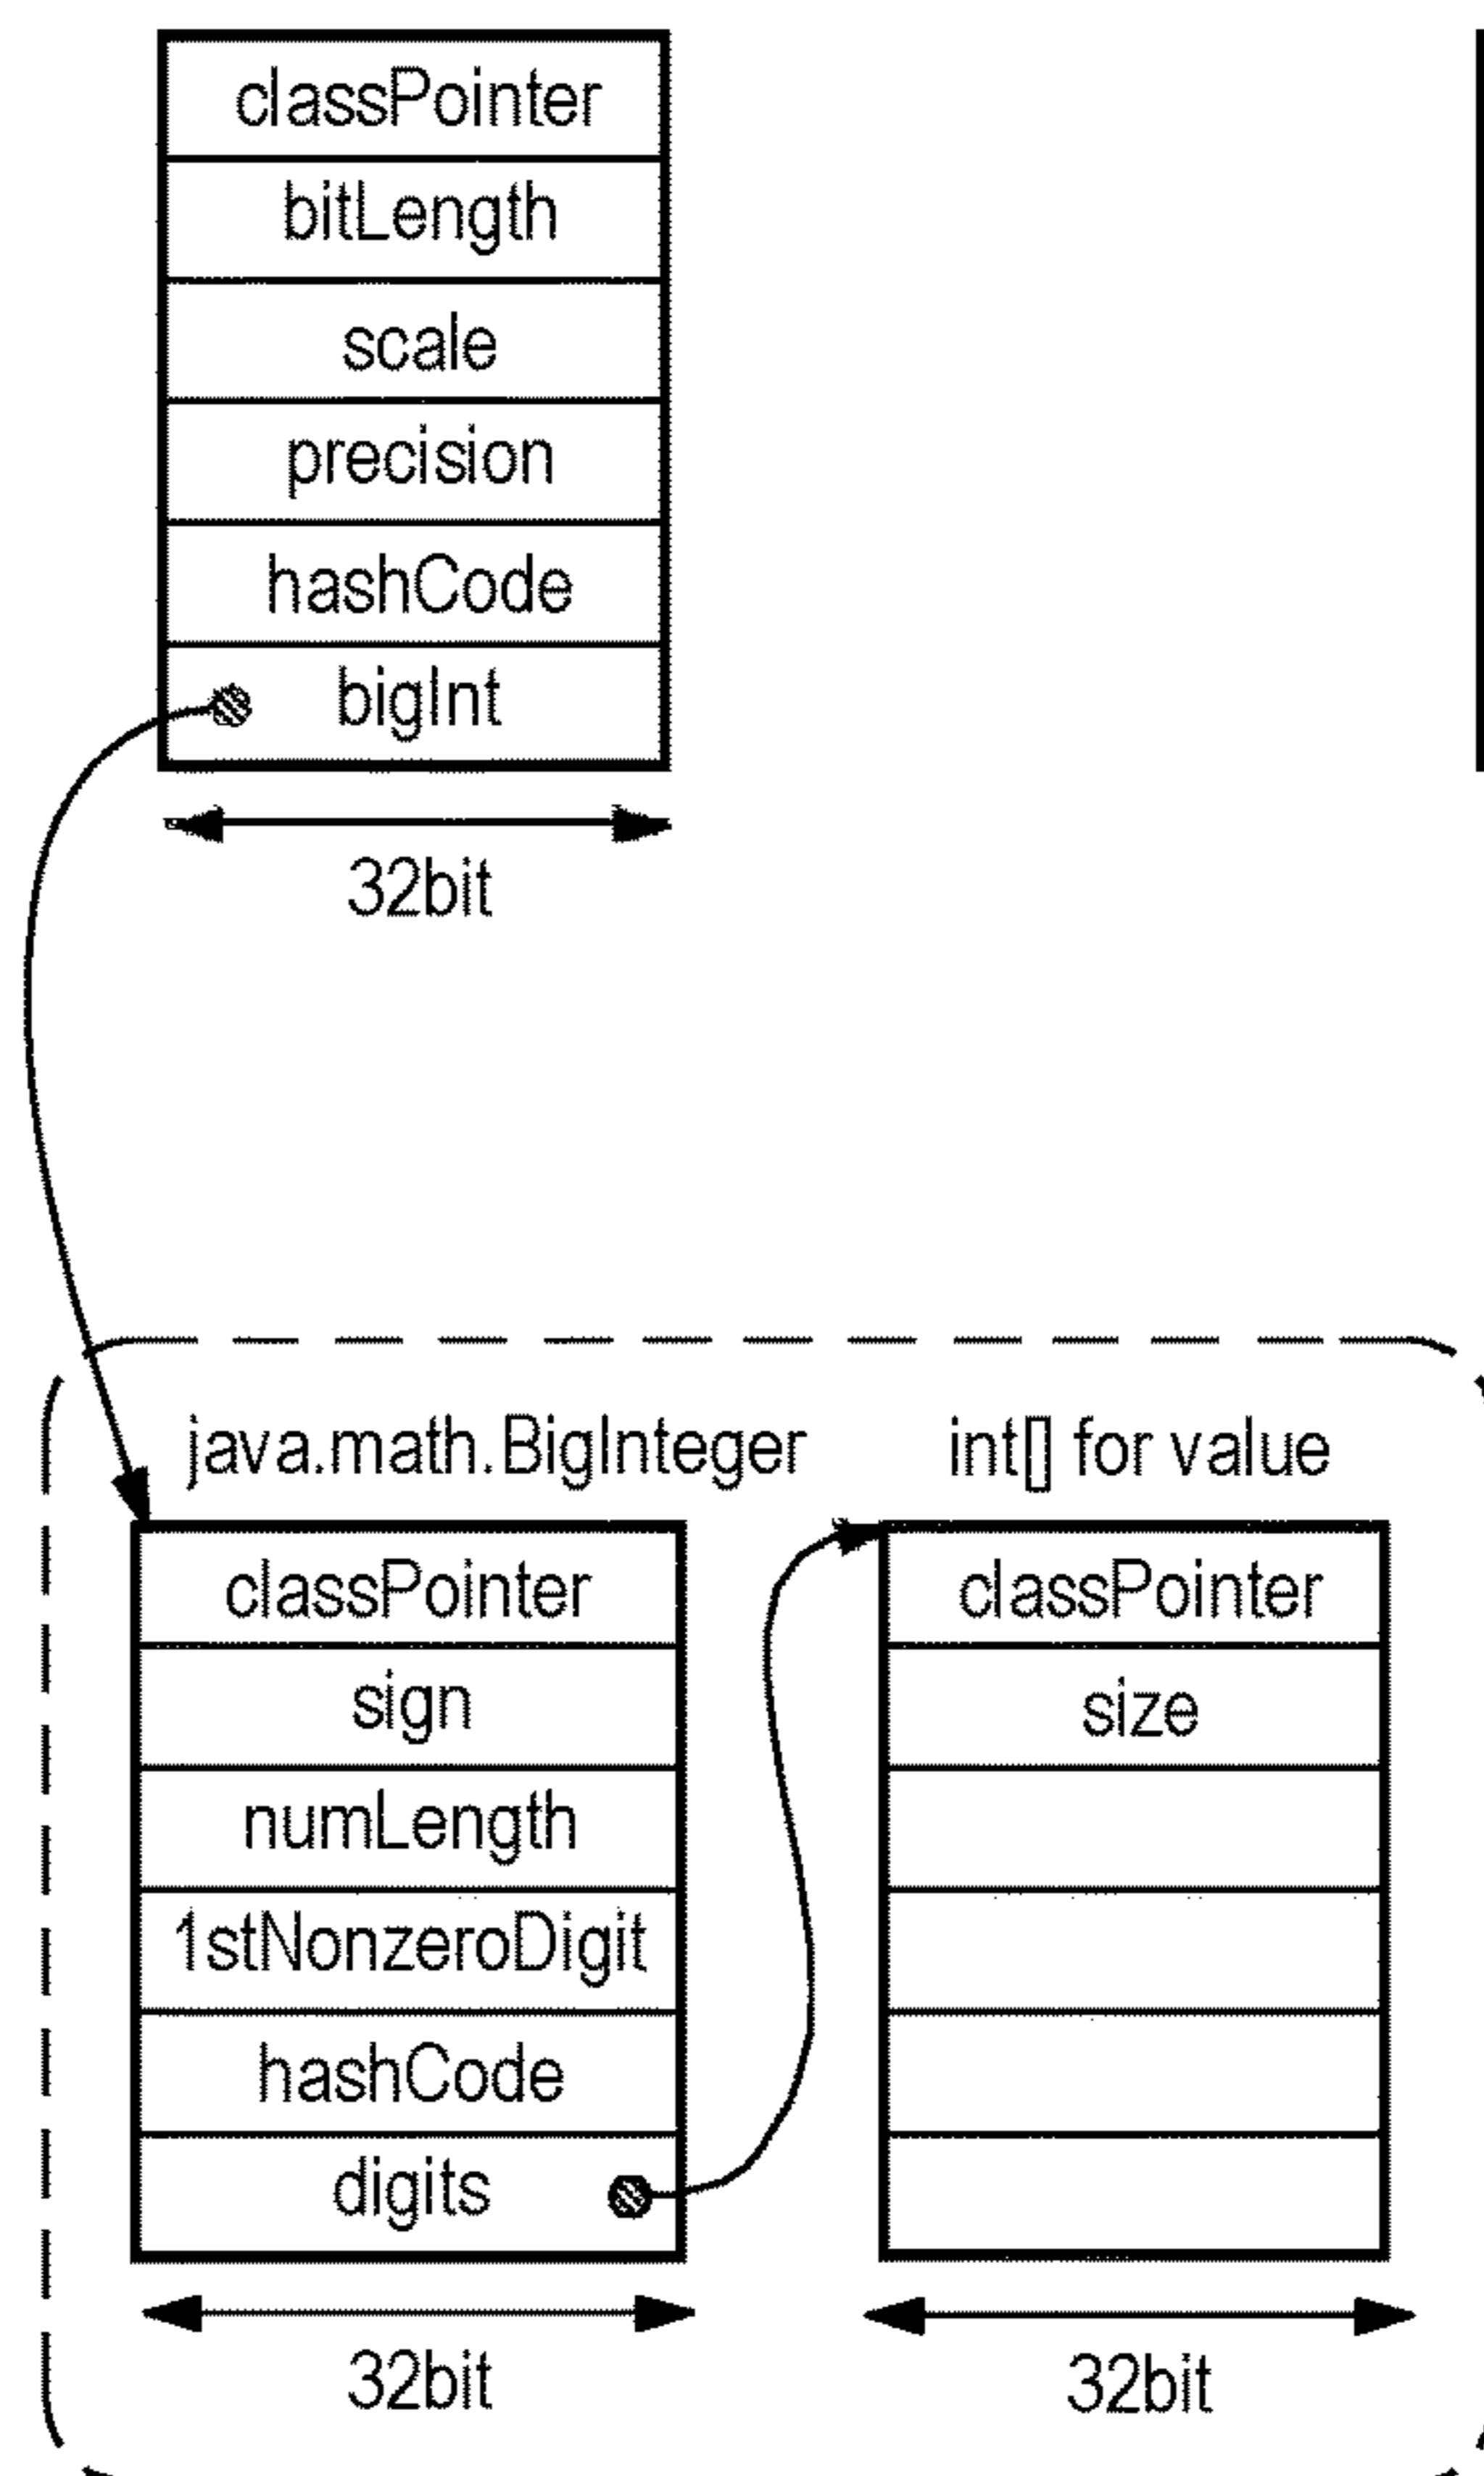 classPointer
bitLength
scale
precision
hashCode
bigInt
32bit
java.math.BigInteger
int[] for value
classPointer
sign
numLength
1stNonzeroDigit
hashCode
digits
32bit
classPointer
size
32bit